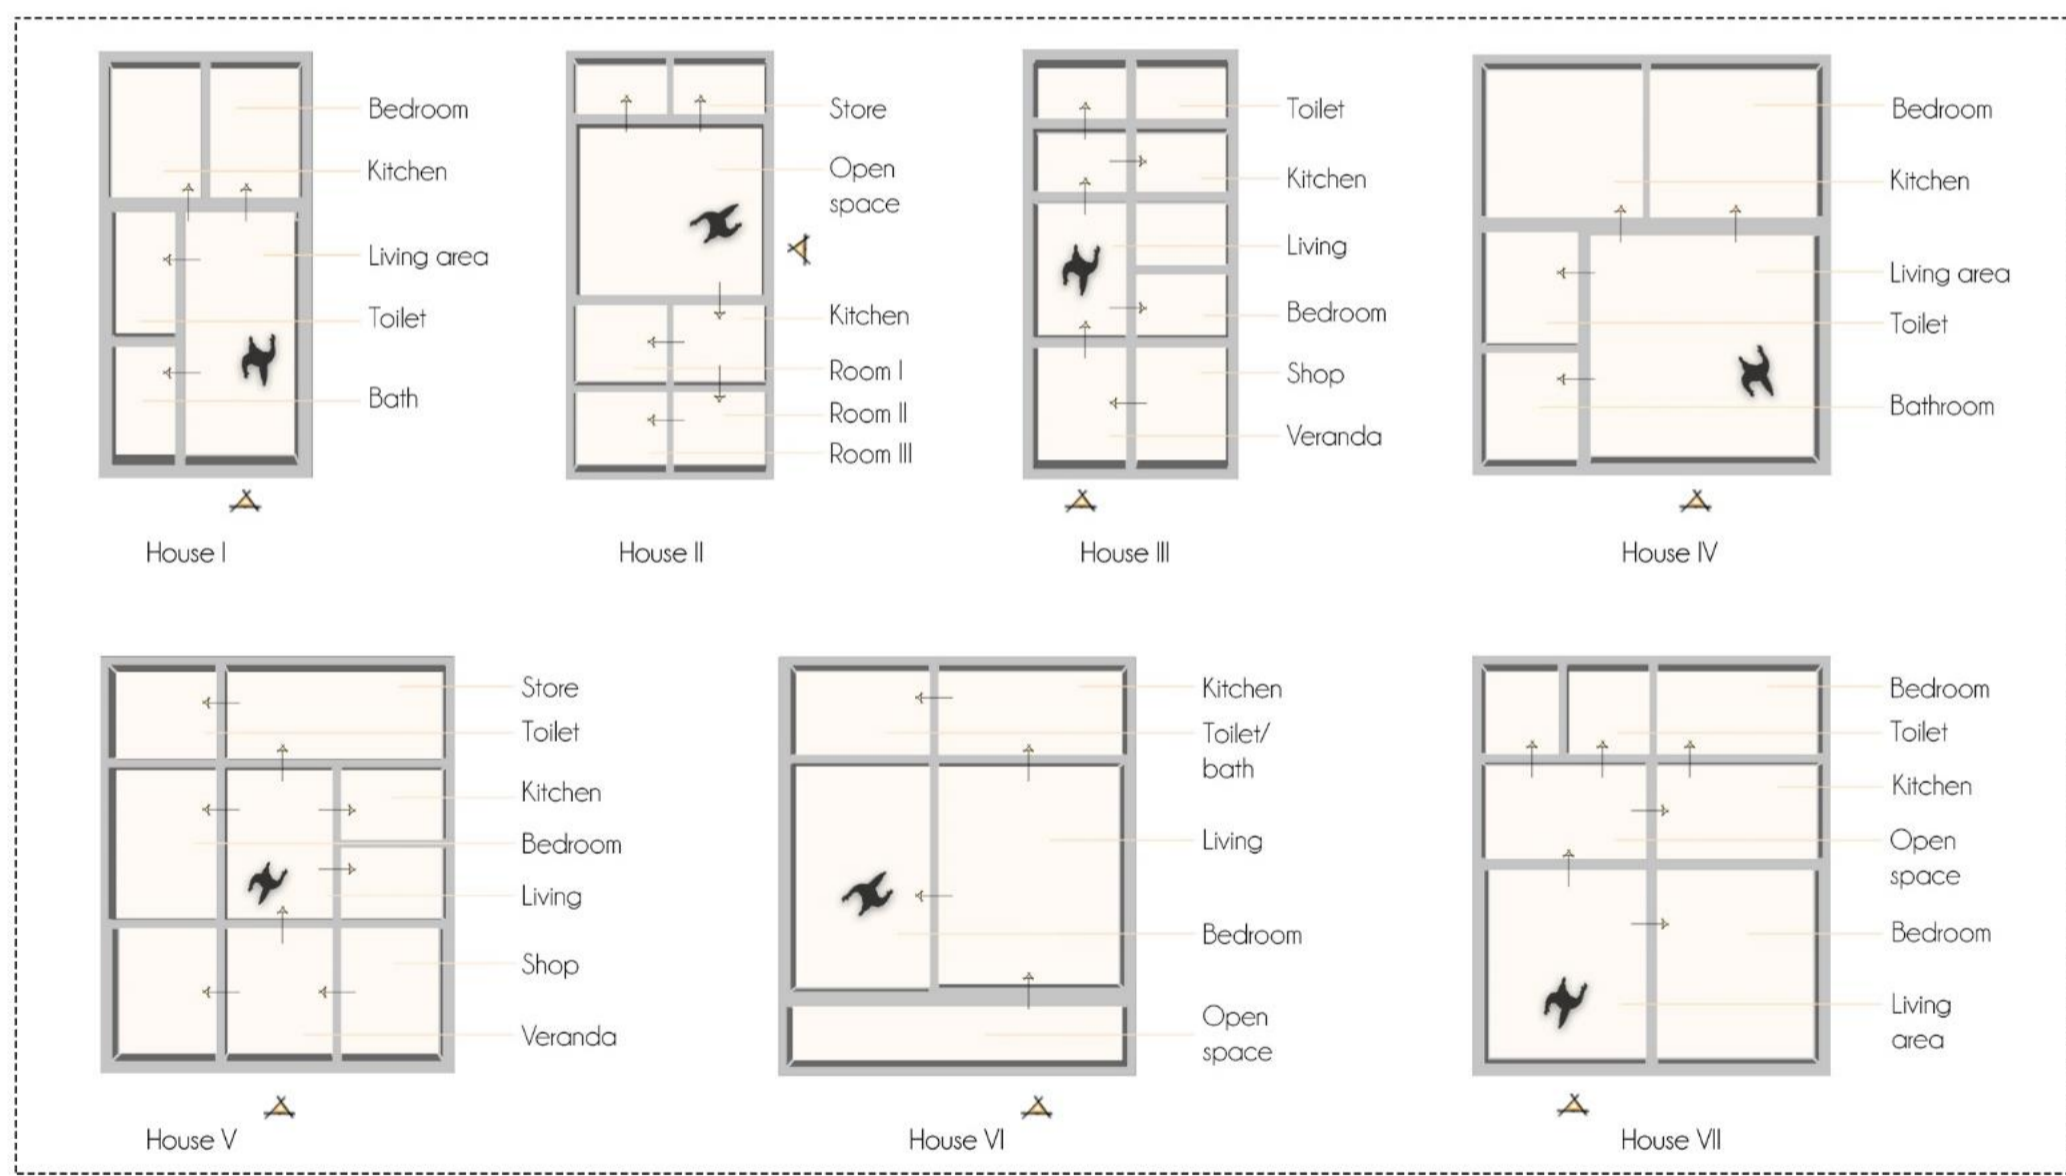 Bedroom
Kitchen
Living area
Toilet
Bath
House I
Store
Open
space
Kitchen
Room I
Room II
Room III
House II
Toilet
Kitchen
Living
Bedroom
Shop
Veranda
House III
Bedroom
Kitchen
Living area
Toilet
Bathroom
House IV
Store
Toilet
Kitchen
Bedroom
Living
Shop
Veranda
House V
Kitchen
Toilet/
bath
Living
Bedroom
Open
space
House VI
Bedroom
Toilet
Kitchen
Open
space
Bedroom
Living
area
House VII